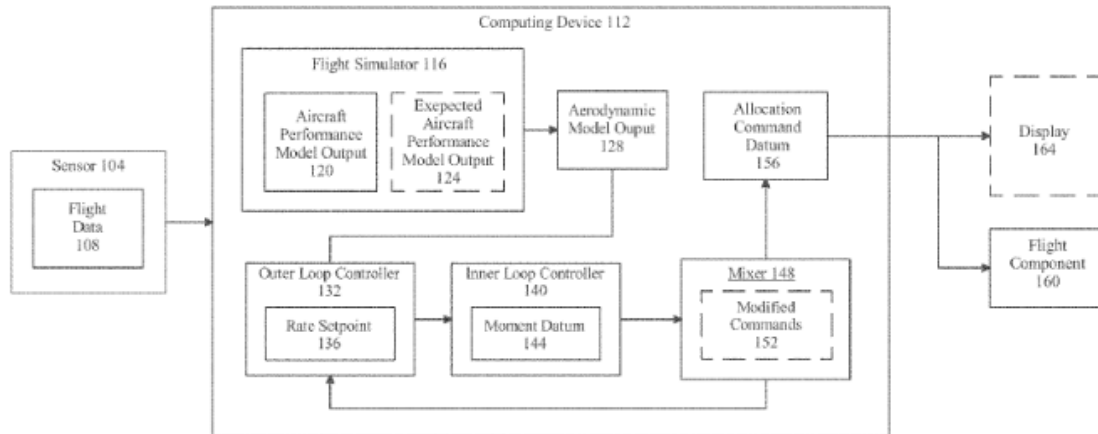 Computing Device 112
Flight Simulator 116
Aircraft
Performance
Model Output
120
Exepected
Aircraft
Performance
Model Output
124
Aerodynamic
Model Ouput
128
Allocation
Command
Datum
156
Display
164
Sensor 104
Flight
Data
108
Outer Loop Controller
132
Rate Setpoint
136
Inner Loop Controller
140
Moment Datum
144
Mixer 148
Modified
Commands
152
Flight
Component
160